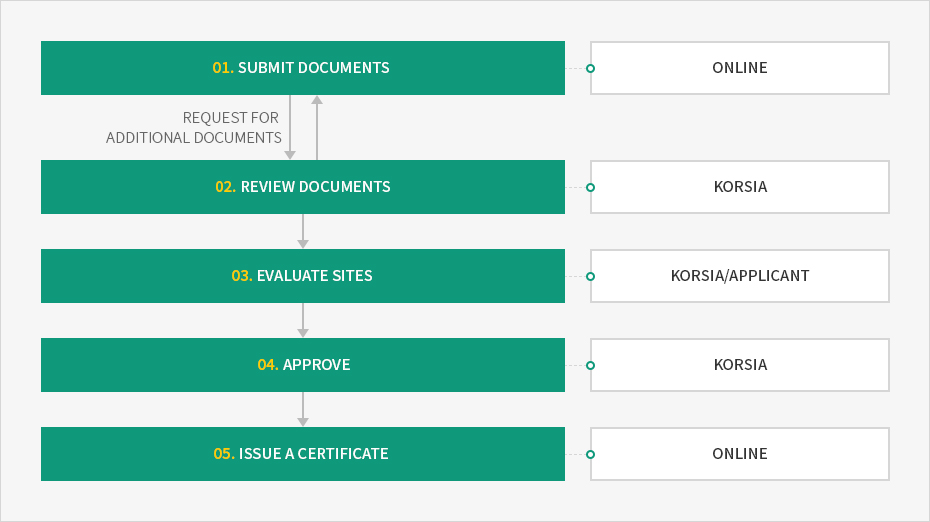 01. SUBMIT DOCUMENTS
ONLINE
REQUEST FOR
ADDITIONAL DOCUMENTS
02. REVIEW DOCUMENTS
KORSIA
03. EVALUATE SITES
KORSIA/APPLICANT
04. APPROVE
KORSIA
05. ISSUE A CERTIFICATE
ONLINE